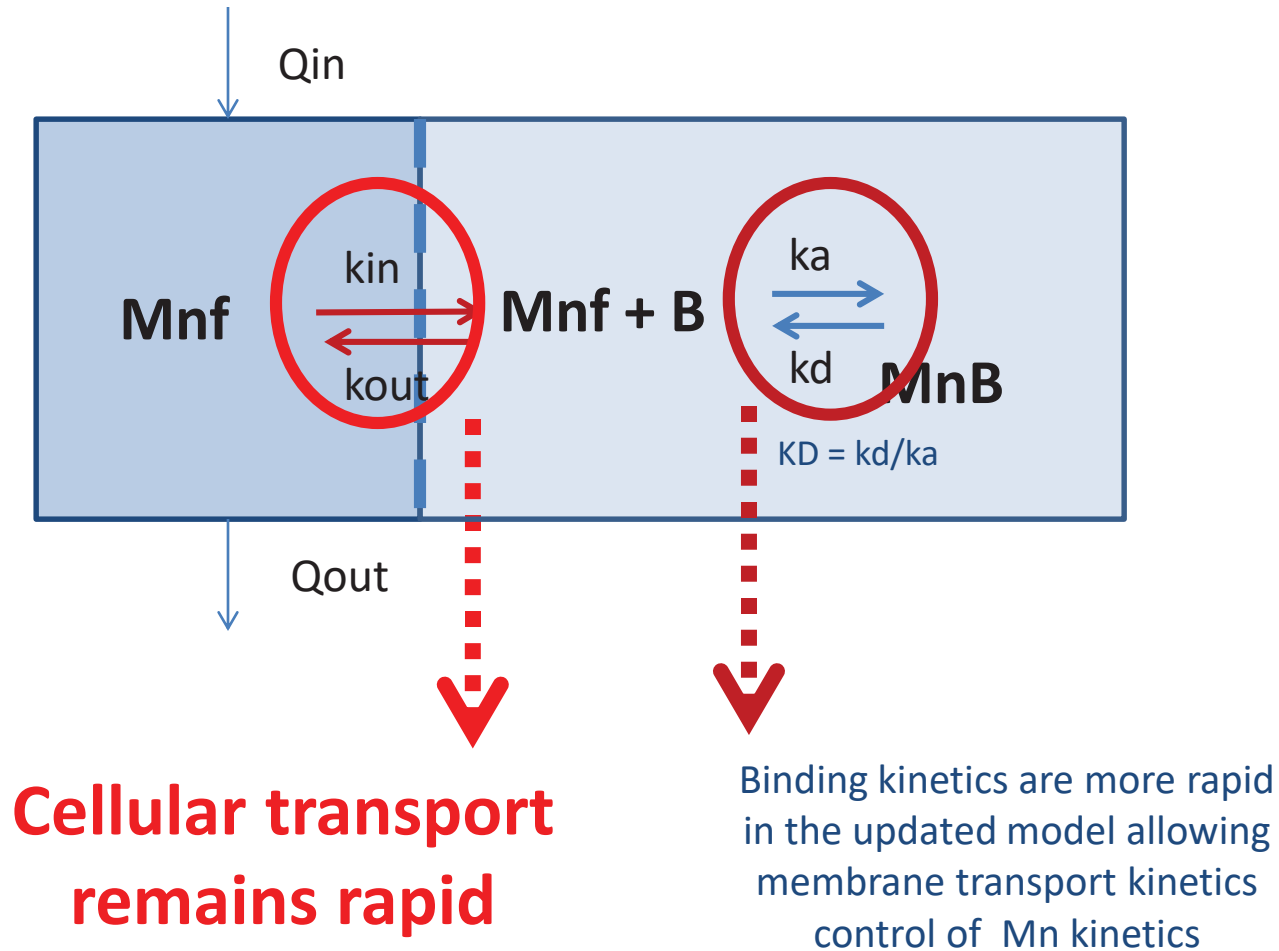 Qin
kin
ka
Mnf
Mnf + B
kout
kd
MnB
KD = kd/ka
Qout
Cellular transport
remains rapid
Binding kinetics are more rapid
in the updated model allowing
membrane transport kinetics
control of Mn kinetics